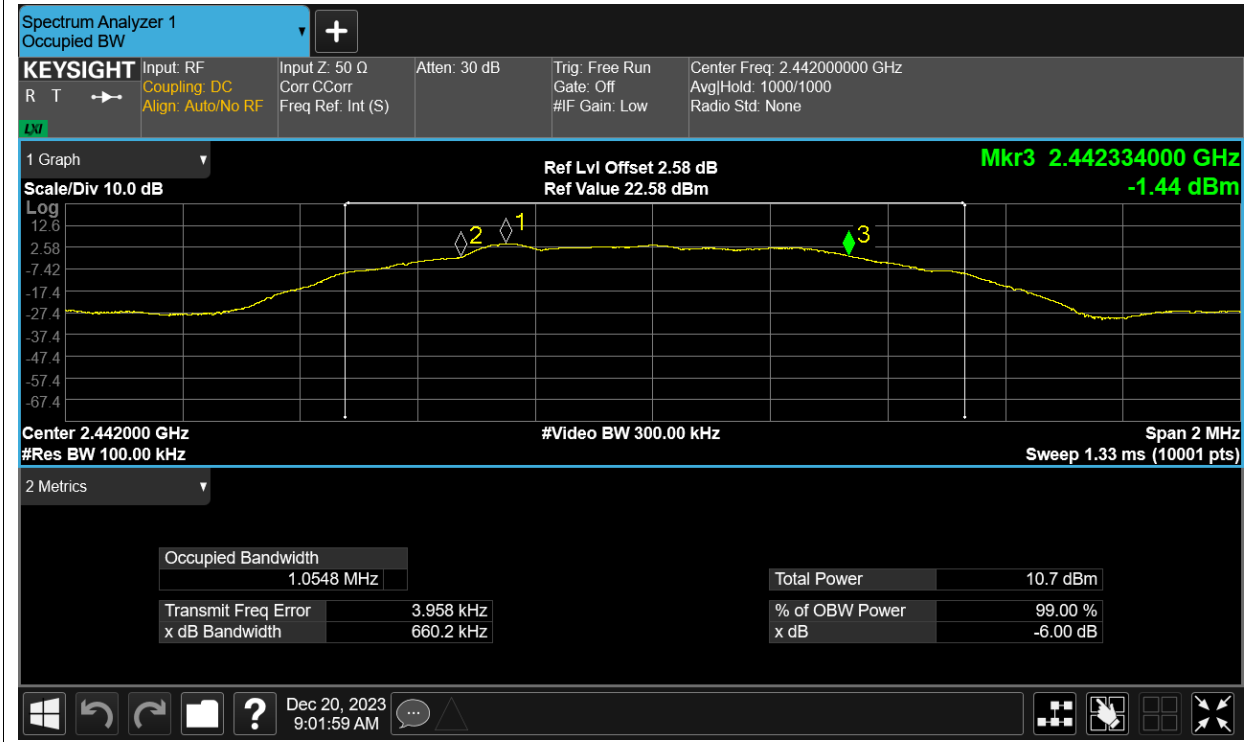 Spectrum Analyzer 1
Occupied BW
KEYSIGHT
R T
LXI
Input: RF
Coupling: DC
Align: Auto/No RF
Input Z: 50 Ω
Corr CCorr
Freq Ref: Int (S)
Atten: 30 dB
Trig: Free Run
Gate: Off
#IF Gain: Low
Center Freq: 2.442000000 GHz
Avg|Hold: 1000/1000
Radio Std: None
1 Graph
Scale/Div 10.0 dB
Ref Lvl Offset 2.58 dB
Ref Value 22.58 dBm
Mkr3 2.442334000 GHz
-1.44 dBm
Log
12.6
2.58
-7.42
-17.4
-27.4
-37.4
-47.4
-57.4
-67.4
2
1
3
Center 2.442000 GHz
#Res BW 100.00 kHz
#Video BW 300.00 kHz
Span 2 MHz
Sweep 1.33 ms (10001 pts)
2 Metrics
Occupied Bandwidth
1.0548 MHz
Transmit Freq Error 3.958 kHz
x dB Bandwidth 660.2 kHz
Total Power 10.7 dBm
% of OBW Power 99.00 %
x dB -6.00 dB
?
Dec 20, 2023
9:01:59 AM